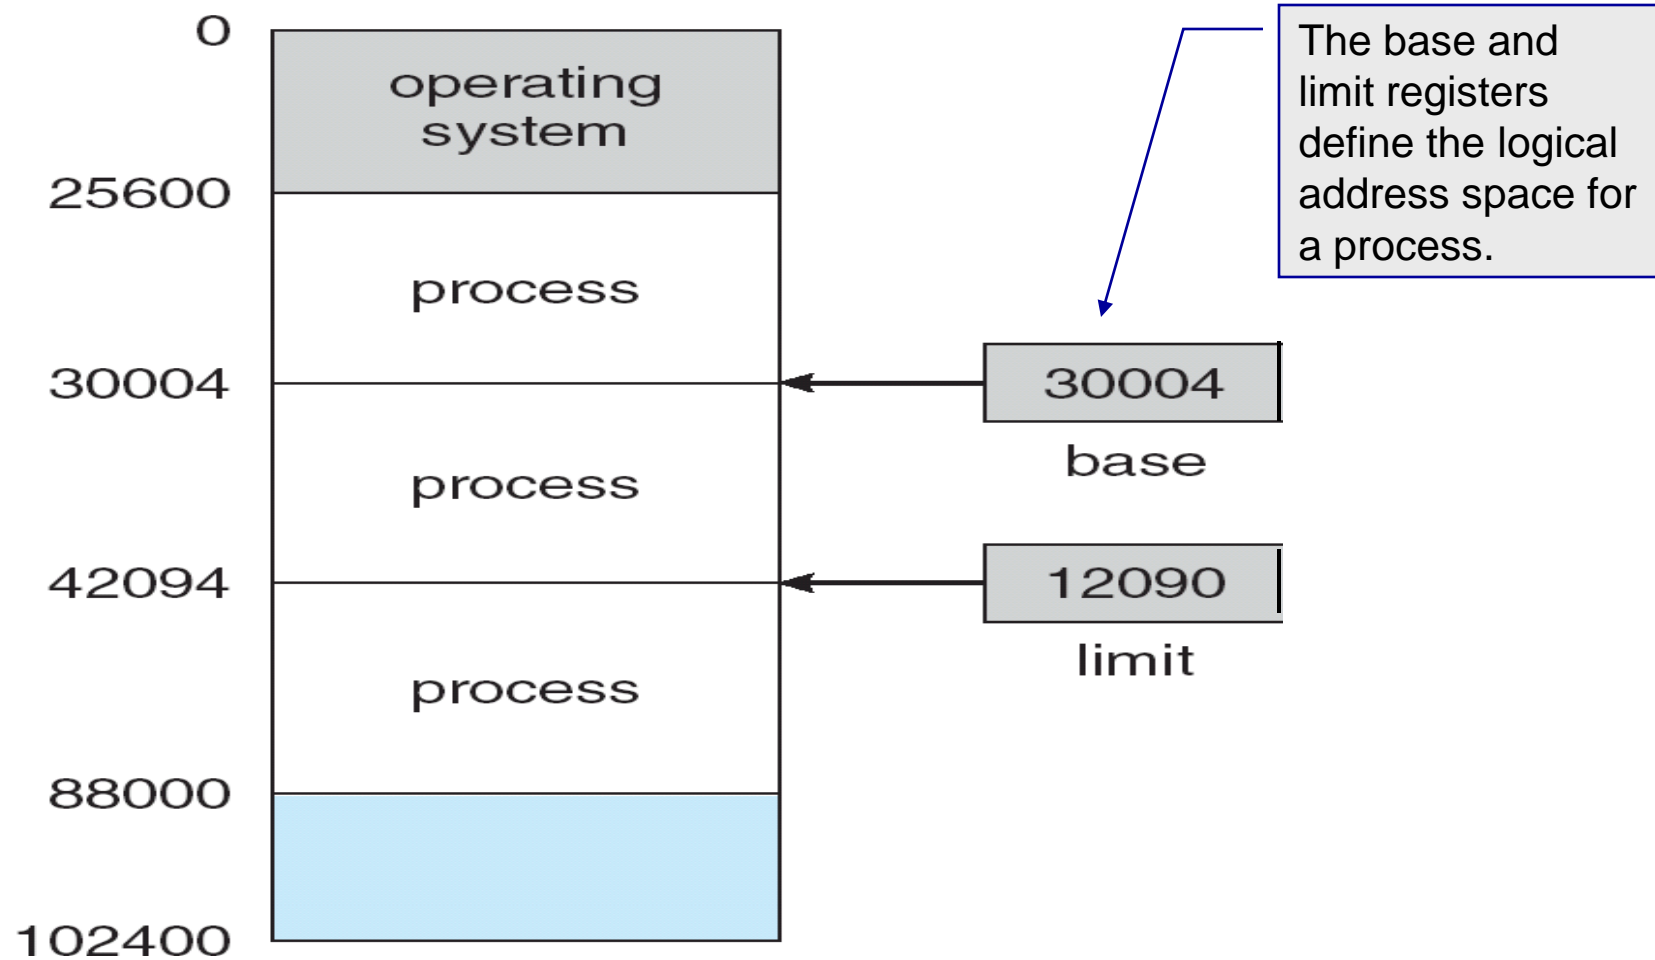 0
operating
system
25600
process
30004
process
42094
process
88000
102400
The base and
limit registers
define the logical
address space for
a process.
30004
base
12090
limit